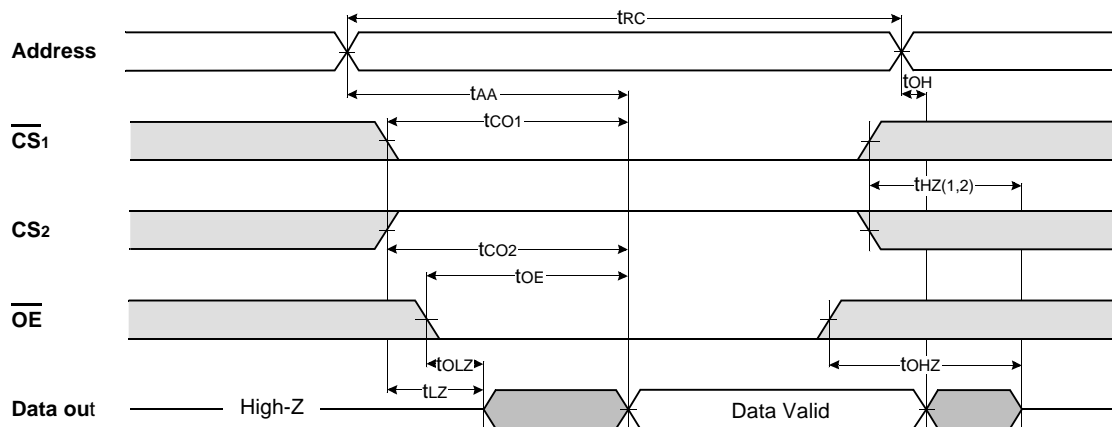 tRC
Address
tOH
tAA
tCO1
CS1
tHZ(1,2)
CS2
tCO2
tOE
OE
tOLZ
tOHZ
tLZ
Data out
High-Z
Data Valid